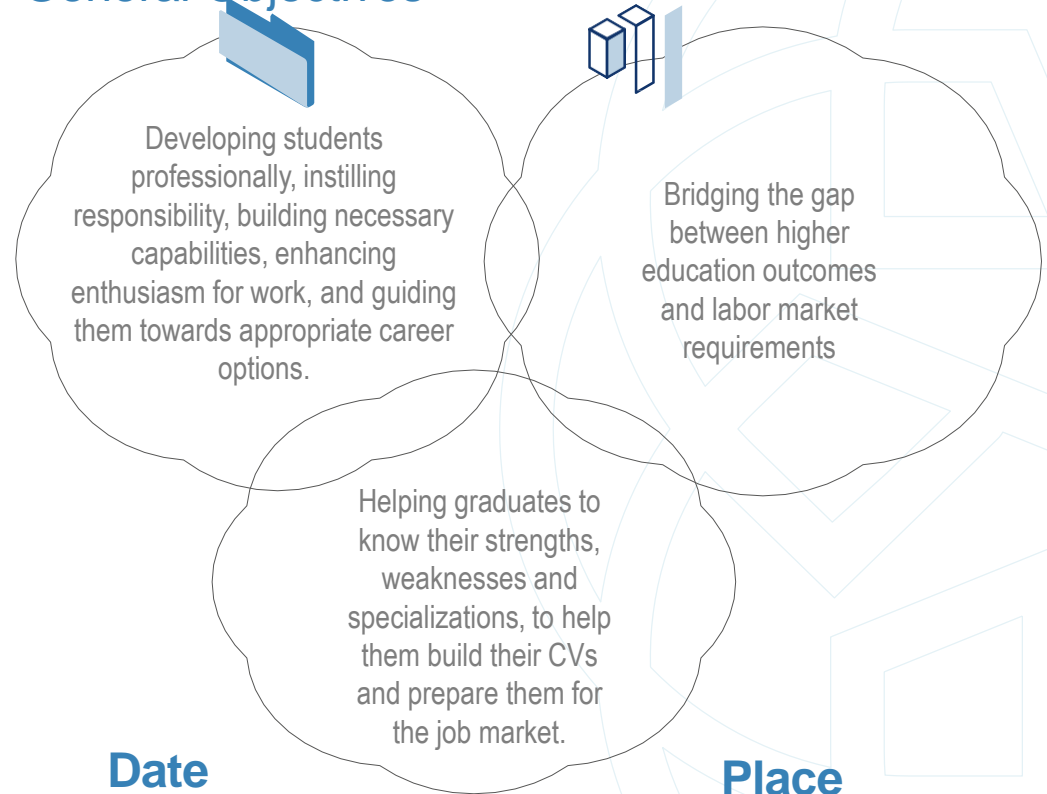 General Objectives
Developing students
professionally, instilling
responsibility, building necessary
capabilities, enhancing
enthusiasm for work, and guiding
them towards appropriate career
options.
Bridging the gap
between higher
education outcomes
and labor market
requirements
Helping graduates to
know their strengths,
weaknesses and
specializations, to help
them build their CVs
and prepare them for
the job market.
Date
Place